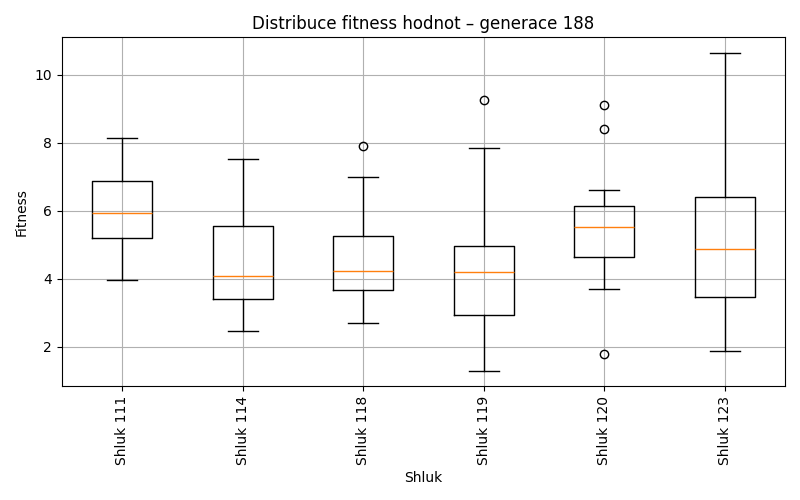 Distribuce fitness hodnot – generace 188
Fitness
10
8
6
4
2
Shluk 111
Shluk 114
Shluk 118
Shluk 119
Shluk 120
Shluk 123
Shluk